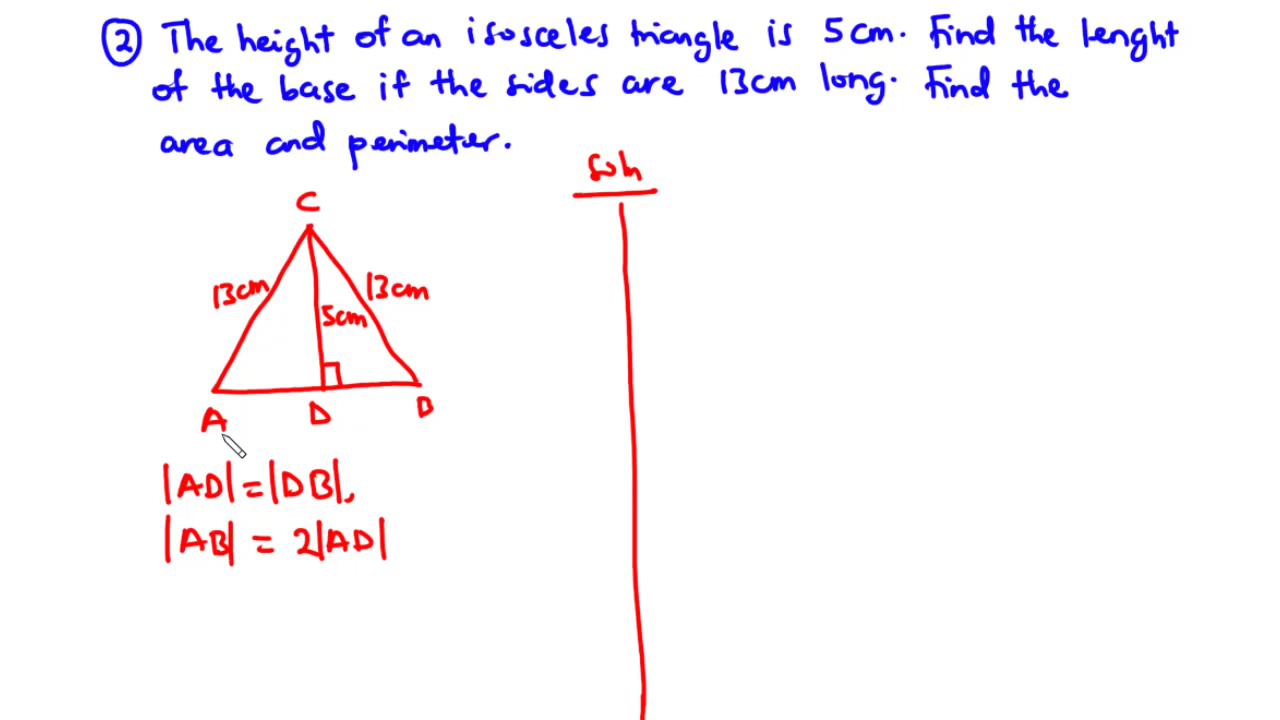 ② The height of an isosceles triangle is 5cm. Find the lenght
of the base if the sides are 13cm long. Find the
area and perimeter.
soln
C
13cm
13cm
5cm
A
D
B
|AD| = |DB|,
|AB| = 2|AD|